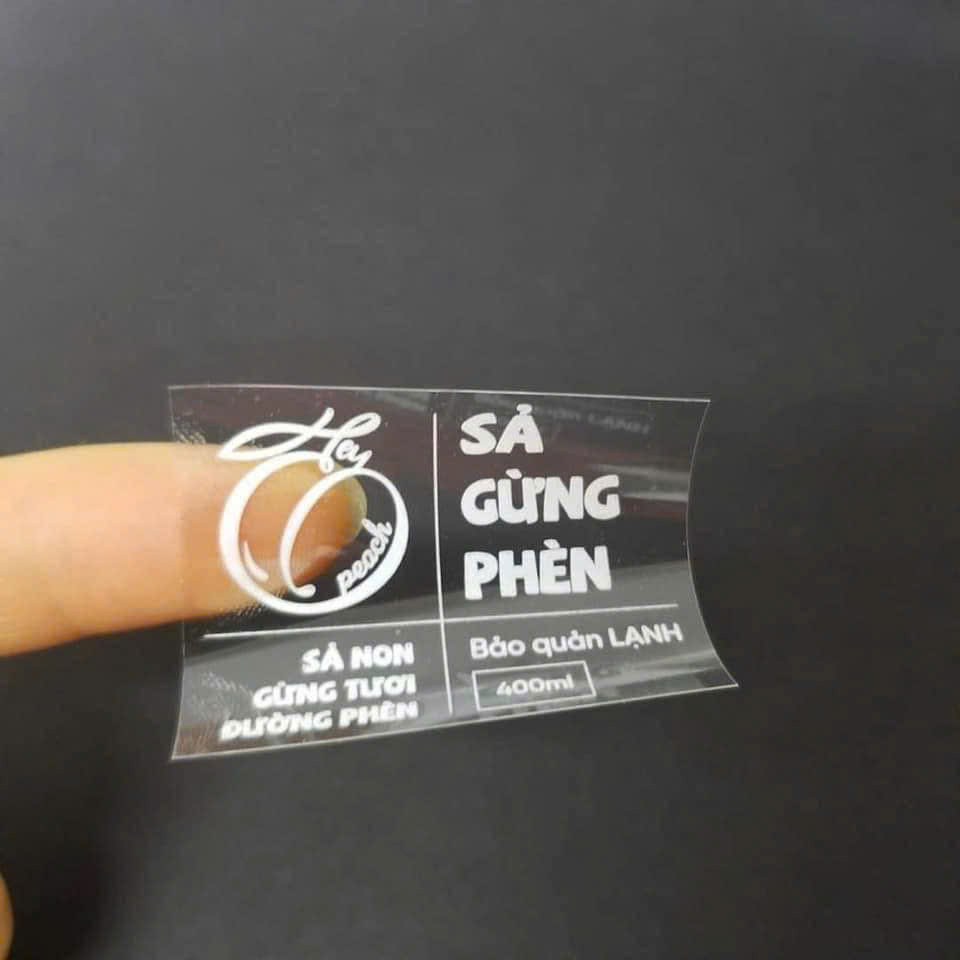 Hey
peach
SẢ
GỪNG
PHÈN
SẢ NON
GỪNG TƯƠI
ĐƯỜNG PHÈN
Bảo quản LẠNH
400ml